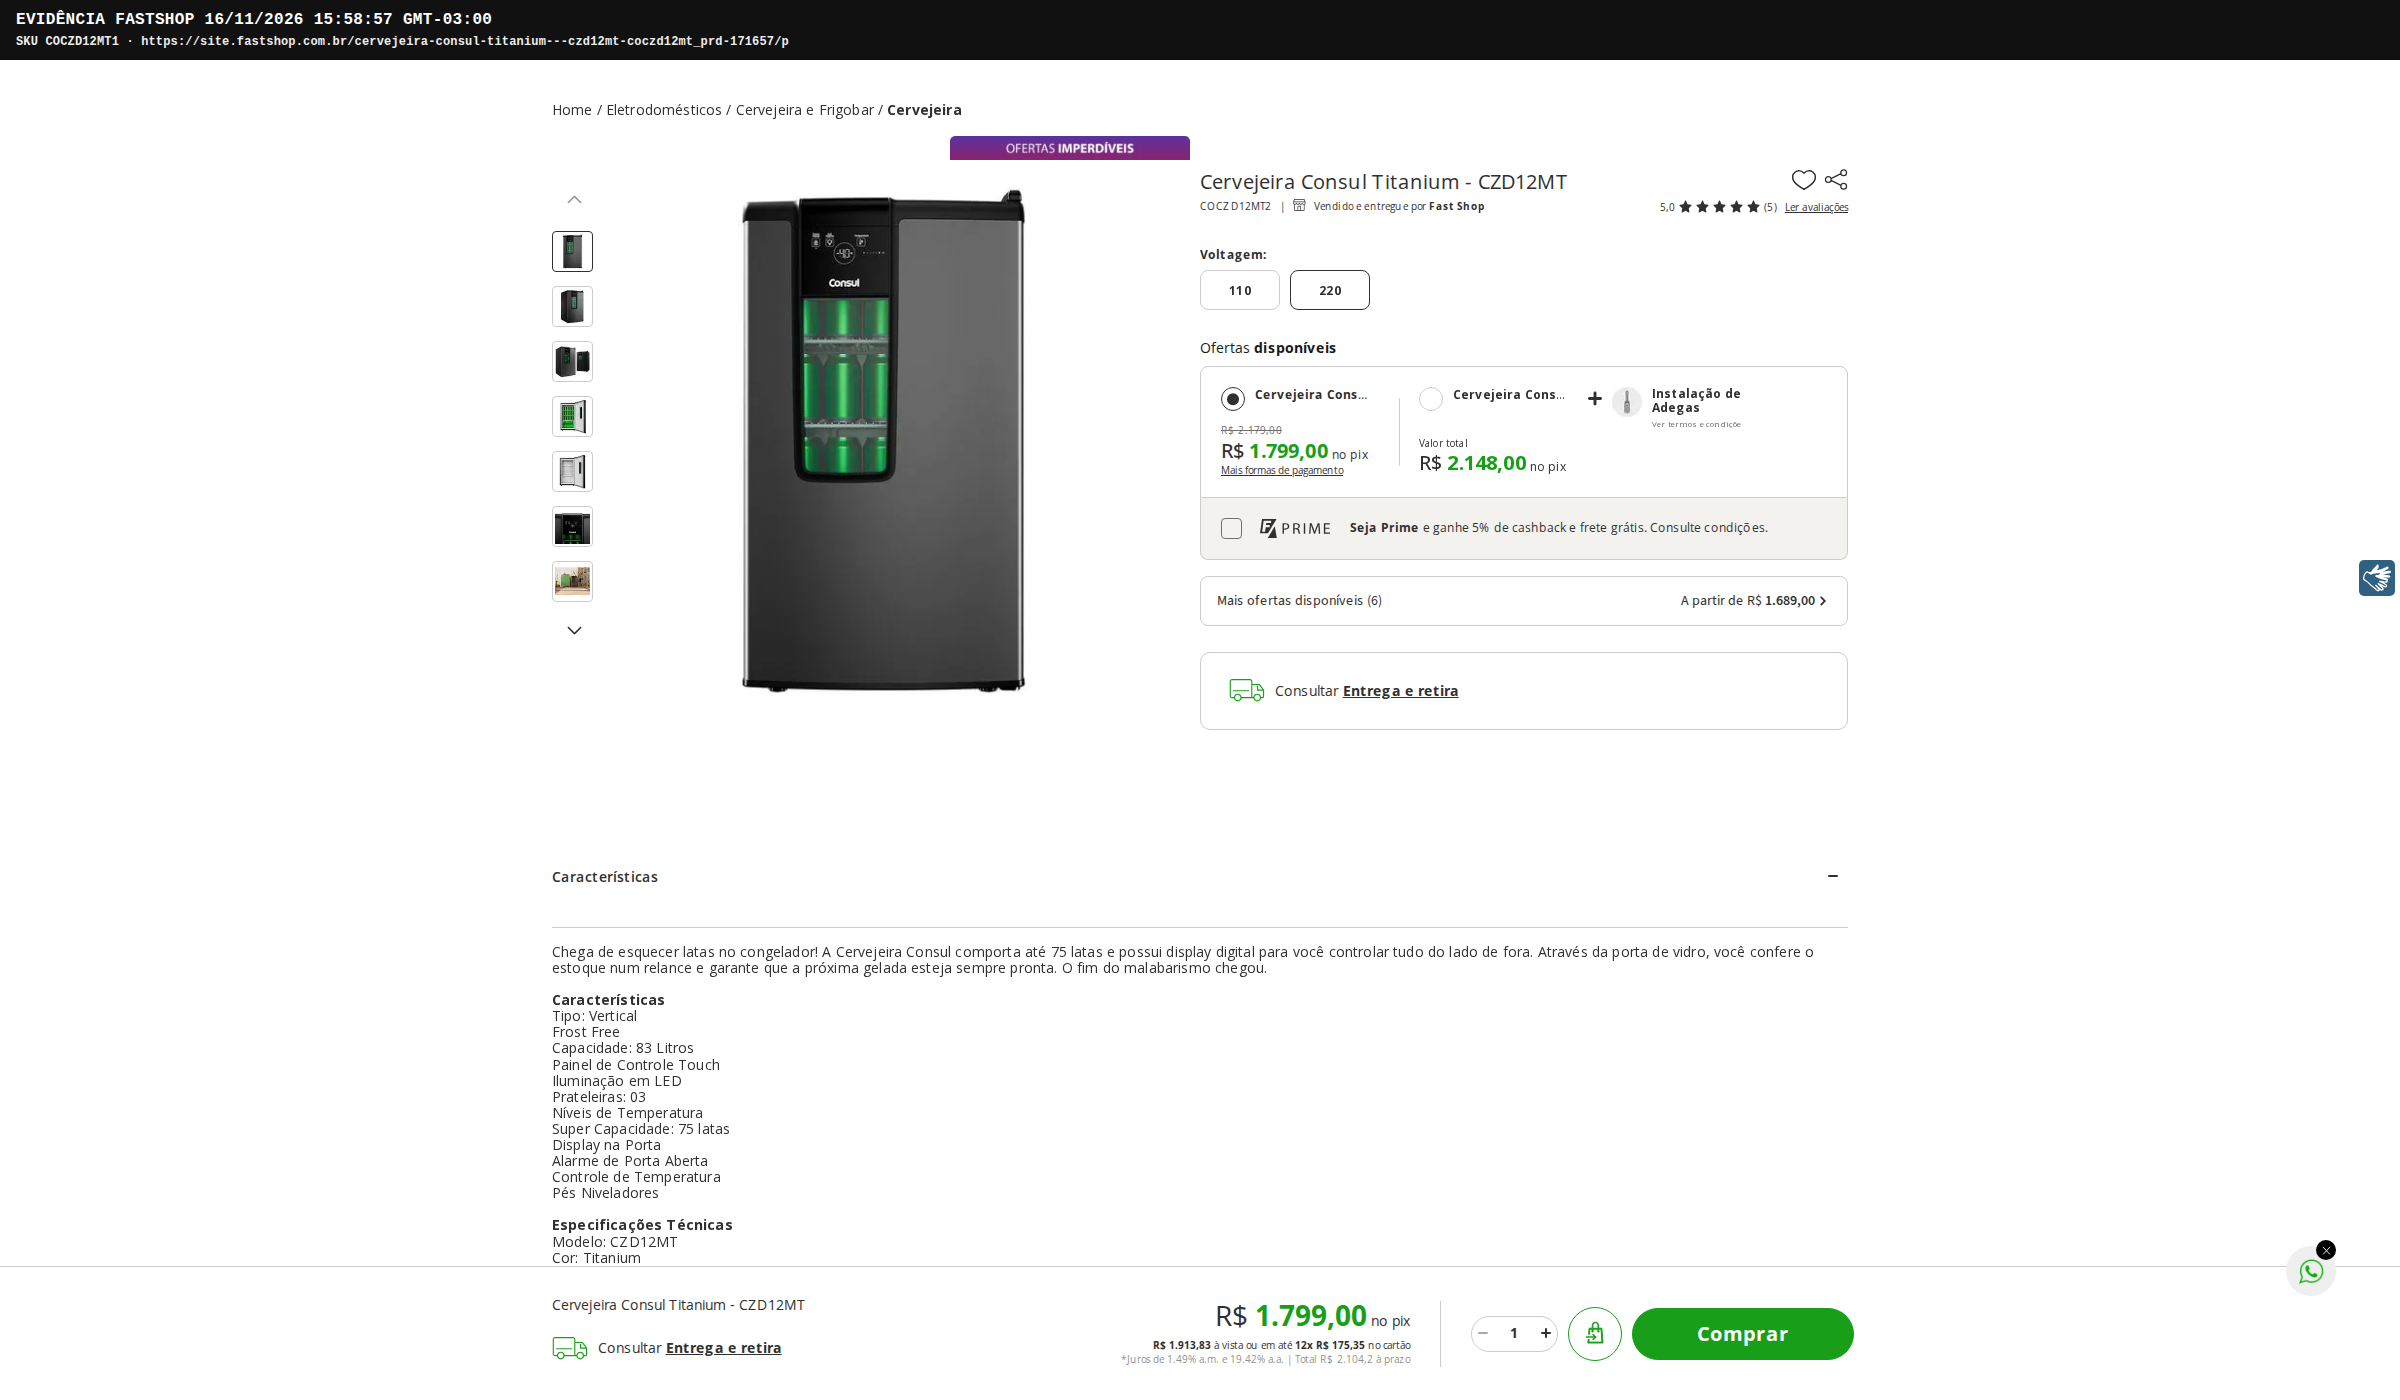 EVIDÊNCIA FASTSHOP 16/11/2026 15:58:57 GMT-03:00
SKU COCZD12MT1 · https://site.fastshop.com.br/cervejeira-consul-titanium---czd12mt-coczd12mt_prd-171657/p
Home / Eletrodomésticos / Cervejeira e Frigobar / Cervejeira
OFERTAS IMPERDÍVEIS
Cervejeira Consul Titanium - CZD12MT
COCZD12MT2 | Vendido e entregue por Fast Shop
5,0 (5) Ler avaliações
Voltagem:
110
220
Ofertas disponíveis
Cervejeira Cons...
R$ 2.179,00
R$ 1.799,00 no pix
Mais formas de pagamento
Cervejeira Cons...
Valor total
R$ 2.148,00 no pix
+
Instalação de
Adegas
Ver termos e condiçõe
PRIME
Seja Prime e ganhe 5% de cashback e frete grátis. Consulte condições.
Mais ofertas disponíveis (6)
A partir de R$ 1.689,00
Consultar Entrega e retira
Consul
Características
Chega de esquecer latas no congelador! A Cervejeira Consul comporta até 75 latas e possui display digital para você controlar tudo do lado de fora. Através da porta de vidro, você confere o
estoque num relance e garante que a próxima gelada esteja sempre pronta. O fim do malabarismo chegou.
Características
Tipo: Vertical
Frost Free
Capacidade: 83 Litros
Painel de Controle Touch
Iluminação em LED
Prateleiras: 03
Níveis de Temperatura
Super Capacidade: 75 latas
Display na Porta
Alarme de Porta Aberta
Controle de Temperatura
Pés Niveladores
Especificações Técnicas
Modelo: CZD12MT
Cor: Titanium
Cervejeira Consul Titanium - CZD12MT
Consultar Entrega e retira
R$ 1.799,00 no pix
R$ 1.913,83 à vista ou em até 12x R$ 175,35 no cartão
*Juros de 1.49% a.m. e 19.42% a.a. | Total R$ 2.104,2 à prazo
1
Comprar